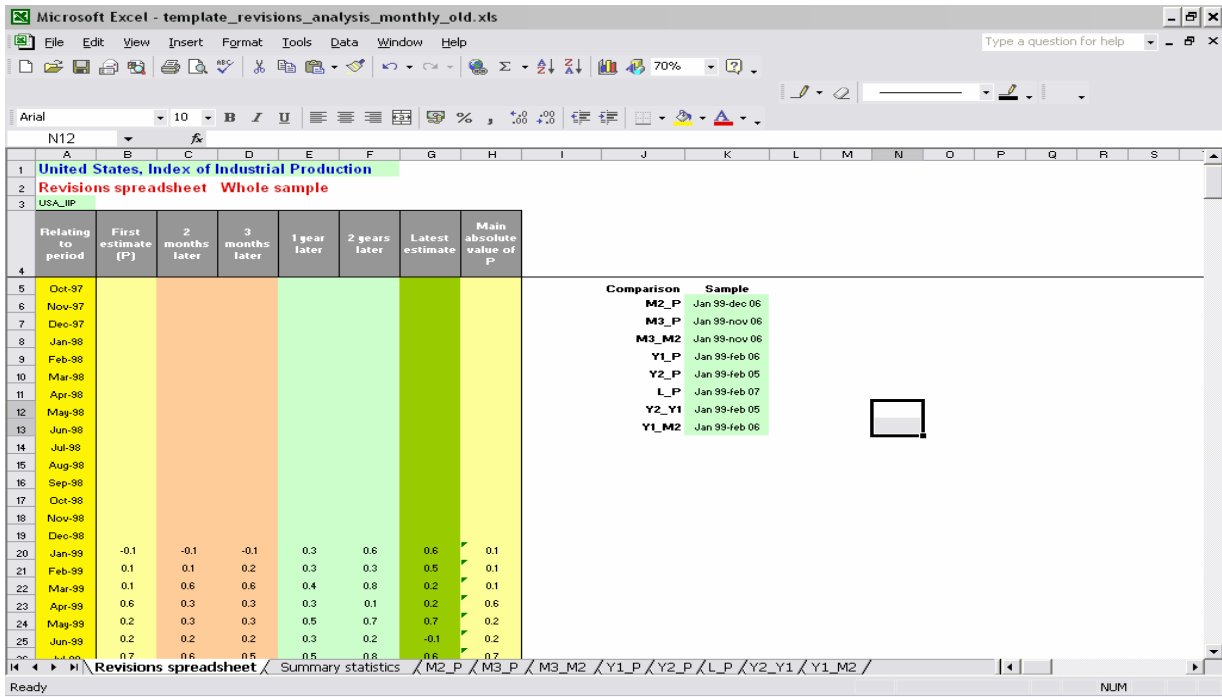 Microsoft Excel - template_revisions_analysis_monthly_old.xls
File Edit View Insert Format Tools Data Window Help Type a question for help
70%
Arial 10 B I U % ,
N12 fx
A B C D E F G H I J K L M N O P Q R S
1 United States, Index of Industrial Production
2 Revisions spreadsheet Whole sample
3 USA_IIP
4 Relating to period First estimate (P) 2 months later 3 months later 1 year later 2 years later Latest estimate Main absolute value of P
5 Oct-97 Comparison Sample
6 Nov-97 M2_P Jan 99-dec 06
7 Dec-97 M3_P Jan 99-nov 06
8 Jan-98 M3_M2 Jan 99-nov 06
9 Feb-98 Y1_P Jan 99-feb 06
10 Mar-98 Y2_P Jan 99-feb 05
11 Apr-98 L_P Jan 99-feb 07
12 May-98 Y2_Y1 Jan 99-feb 05
13 Jun-98 Y1_M2 Jan 99-feb 06
14 Jul-98
15 Aug-98
16 Sep-98
17 Oct-98
18 Nov-98
19 Dec-98
20 Jan-99 -0.1 -0.1 -0.1 0.3 0.6 0.6 0.1
21 Feb-99 0.1 0.1 0.2 0.3 0.3 0.5 0.1
22 Mar-99 0.1 0.6 0.6 0.4 0.8 0.2 0.1
23 Apr-99 0.6 0.3 0.3 0.3 0.1 0.2 0.6
24 May-99 0.2 0.3 0.3 0.5 0.7 0.7 0.2
25 Jun-99 0.2 0.2 0.2 0.3 0.2 -0.1 0.2
Revisions spreadsheet Summary statistics M2_P M3_P M3_M2 Y1_P Y2_P L_P Y2_Y1 Y1_M2
Ready NUM